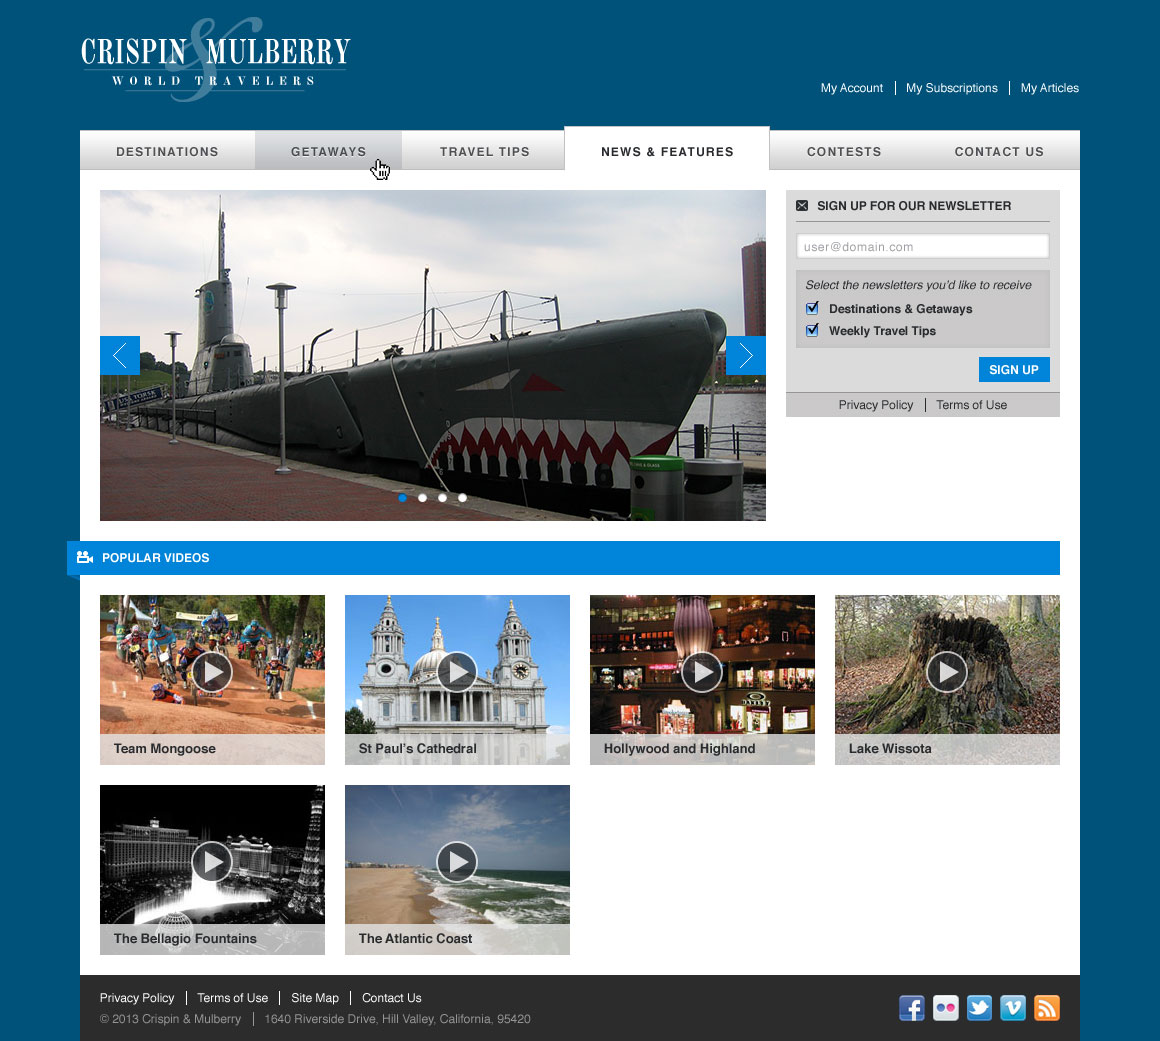 CRISPIN & MULBERRY
WORLD TRAVELERS
My Account | My Subscriptions | My Articles
DESTINATIONS GETAWAYS TRAVEL TIPS NEWS & FEATURES CONTESTS CONTACT US
SIGN UP FOR OUR NEWSLETTER
user@domain.com
Select the newsletters you'd like to receive
Destinations & Getaways
Weekly Travel Tips
SIGN UP
Privacy Policy | Terms of Use
POPULAR VIDEOS
Team Mongoose
St Paul's Cathedral
Hollywood and Highland
Lake Wissota
The Bellagio Fountains
The Atlantic Coast
Privacy Policy | Terms of Use | Site Map | Contact Us
© 2013 Crispin & Mulberry | 1640 Riverside Drive, Hill Valley, California, 95420